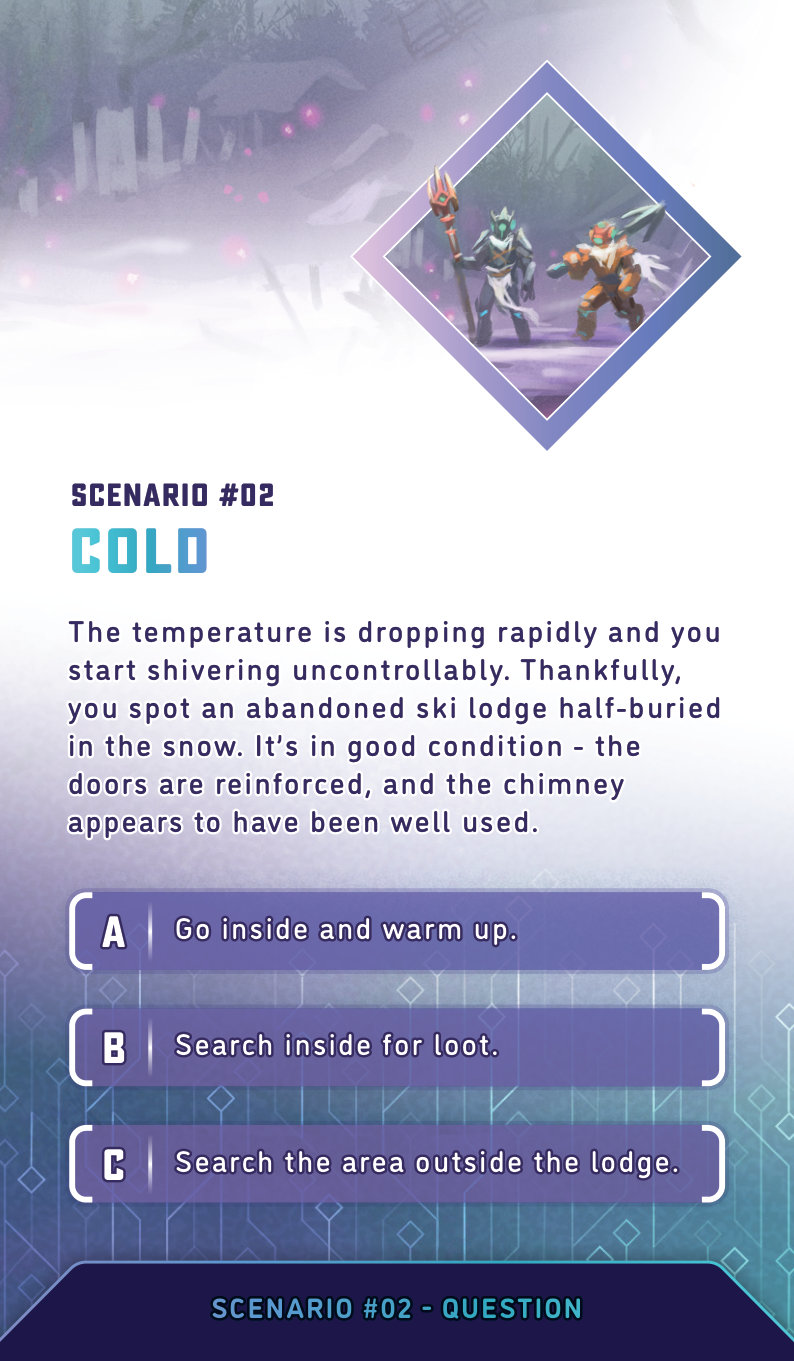 SCENARIO #02
COLD
The temperature is dropping rapidly and you
start shivering uncontrollably. Thankfully,
you spot an abandoned ski lodge half-buried
in the snow. It's in good condition - the
doors are reinforced, and the chimney
appears to have been well used.
A Go inside and warm up.
B Search inside for loot.
C Search the area outside the lodge.
SCENARIO #02 - QUESTION